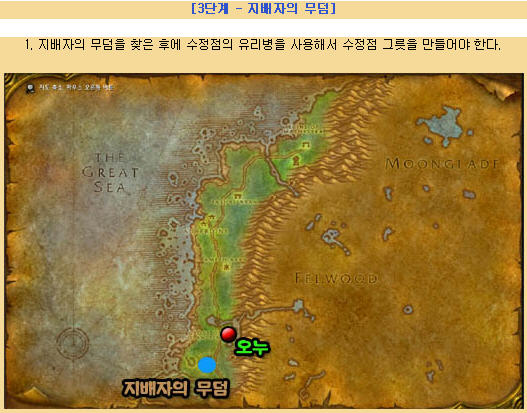 [3단계 - 지배자의 무덤]
1. 지배자의 무덤을 찾은 후에 수정점의 유리병을 사용해서 수정점 그릇을 만들어야 한다.
THE
GREAT
SEA
MOONGLADE
FELWOOD
오누
지배자의 무덤